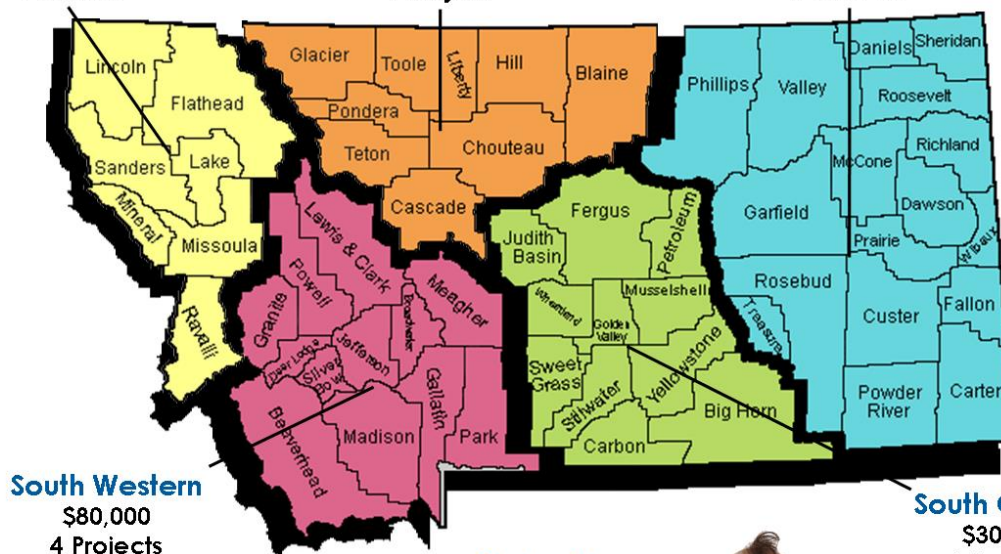 Lincoln
Flathead
Sanders
Lake
Mineral
Missoula
Ravalli
Glacier
Toole
Liberty
Hill
Blaine
Pondera
Teton
Chouteau
Cascade
Lewis & Clark
Powell
Granite
Meagher
Broadwater
Jefferson
Deer Lodge
Silver
Bow
Beeverhead
Madison
Gallatin
Park
Fergus
Petroleum
Judith
Basin
Wheatland
Golden
Valley
Musselshell
Sweet
Grass
Stillwater
Yellowstone
Carbon
Big Horn
Phillips
Valley
Daniels
Sheridan
Roosevelt
McCone
Richland
Garfield
Dawson
Prairie
Wibaux
Rosebud
Treasure
Custer
Fallon
Powder
River
Carter
South Western
$80,000
4 Projects
South
$30